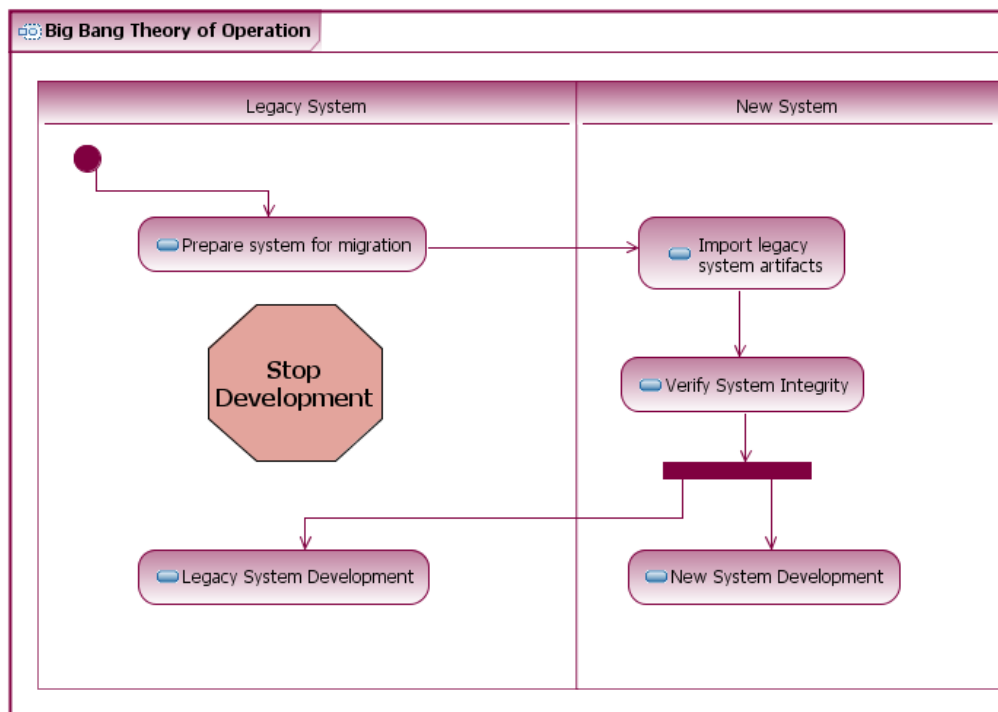 Big Bang Theory of Operation
Legacy System
New System
Prepare system for migration
Import legacy
system artifacts
Stop
Development
Verify System Integrity
Legacy System Development
New System Development